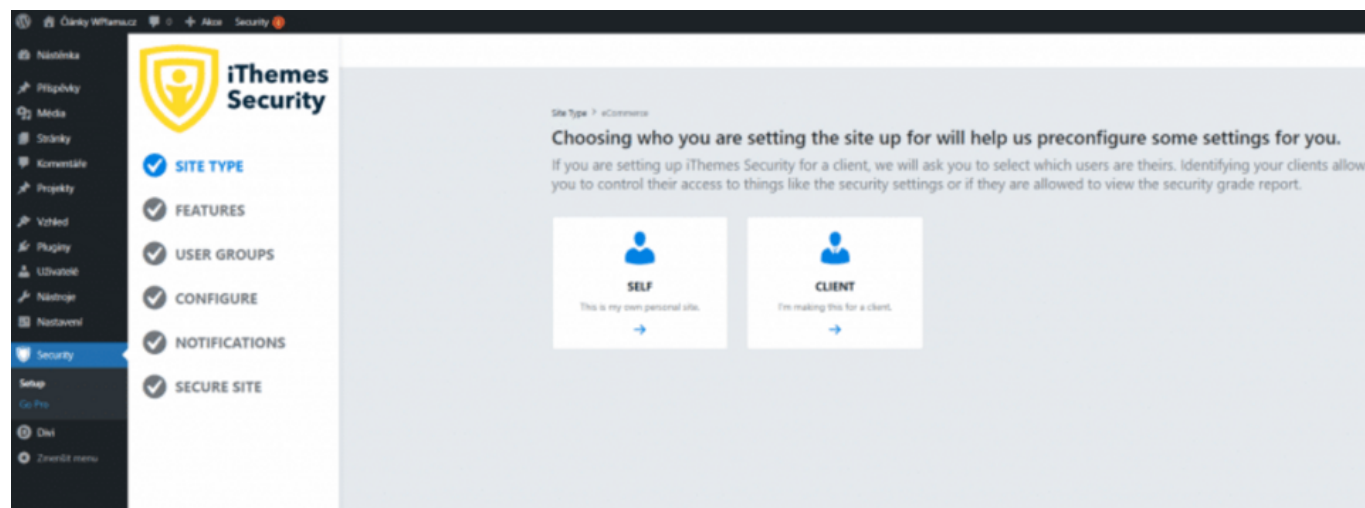 Články WPlama.cz 0 + Akce Security
Nástěnka
Příspěvky
Média
Stránky
Komentáře
Projekty
Vzhled
Pluginy
Uživatelé
Nástroje
Nastavení
Security
Setup
Go Pro
Divi
Zmenšit menu
iThemes
Security
SITE TYPE
FEATURES
USER GROUPS
CONFIGURE
NOTIFICATIONS
SECURE SITE
Site Type > eCommerce
Choosing who you are setting the site up for will help us preconfigure some settings for you.
If you are setting up iThemes Security for a client, we will ask you to select which users are theirs. Identifying your clients allow
you to control their access to things like the security settings or if they are allowed to view the security grade report.
SELF
This is my own personal site.
→
CLIENT
I'm making this for a client.
→